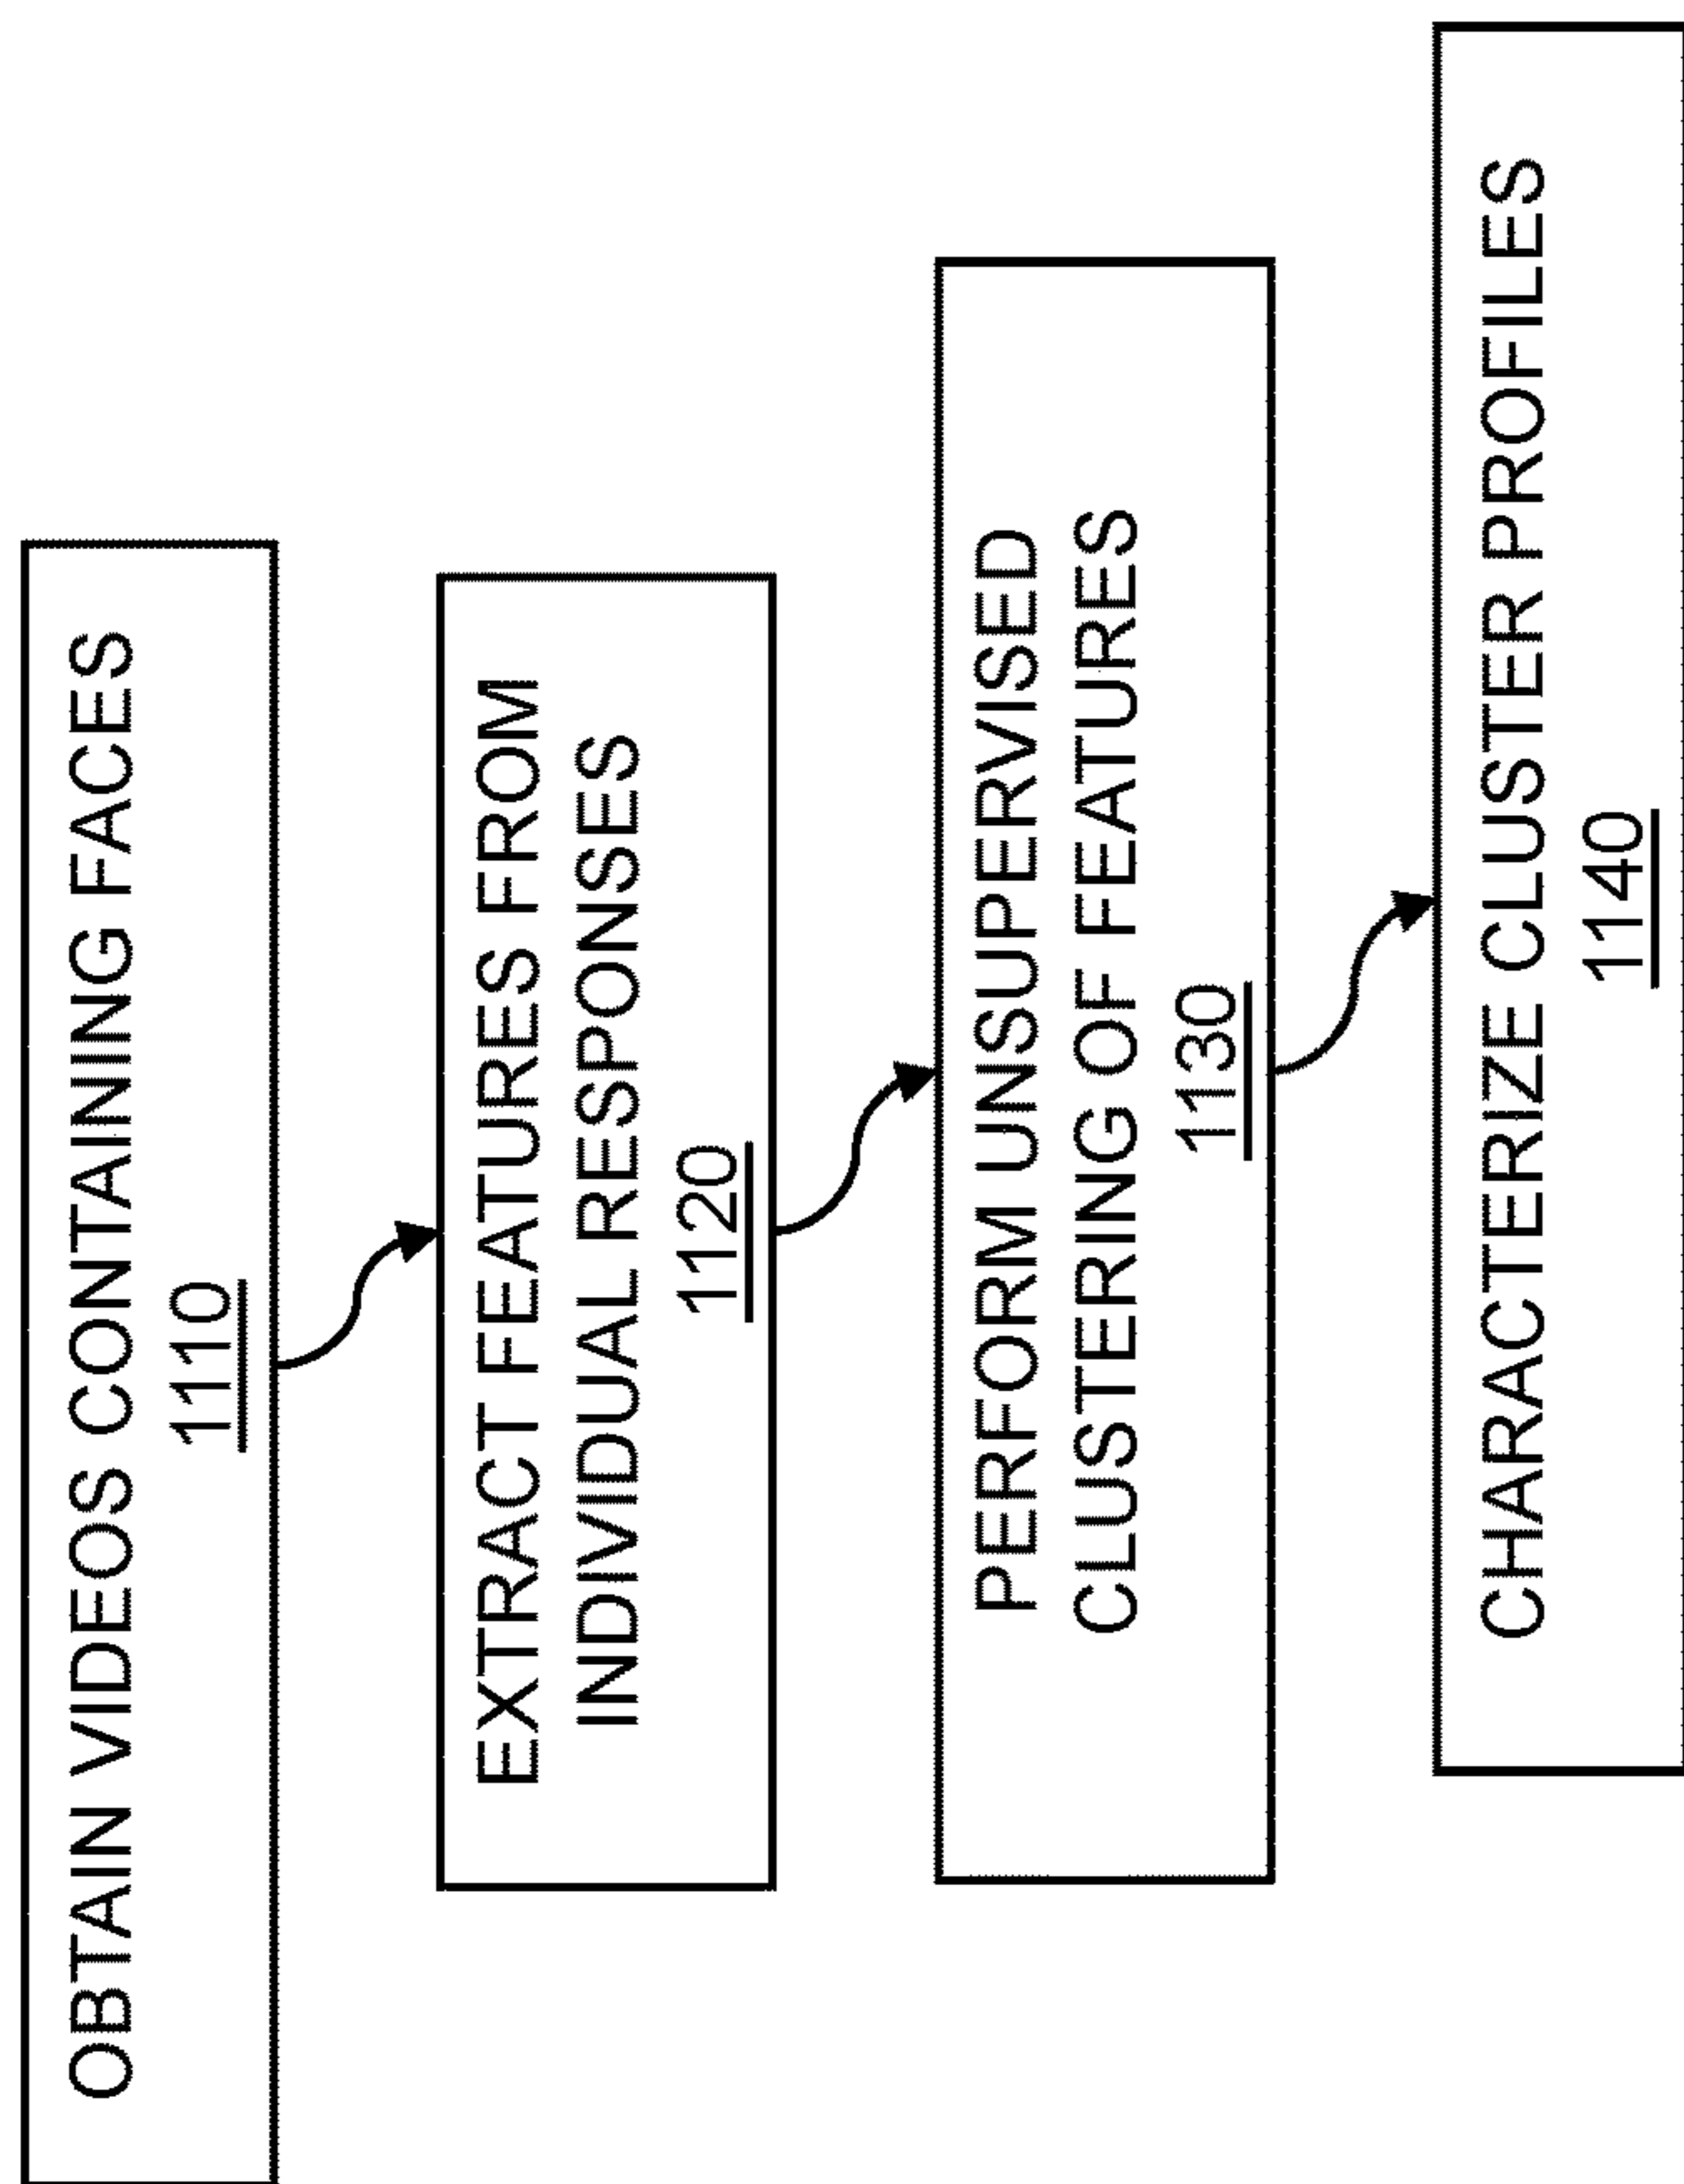 OBTAIN VIDEOS CONTAINING FACES
1110
EXTRACT FEATURES FROM
INDIVIDUAL RESPONSES
1120
PERFORM UNSUPERVISED
CLUSTERING OF FEATURES
1130
CHARACTERIZE CLUSTER PROFILES
1140